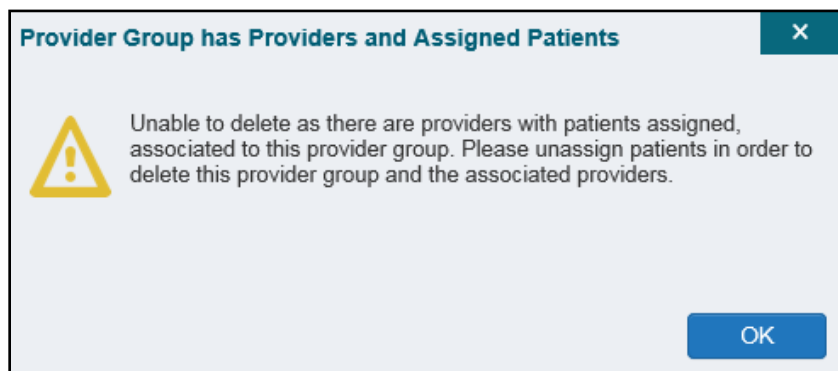 Provider Group has Providers and Assigned Patients
Unable to delete as there are providers with patients assigned,
associated to this provider group. Please unassign patients in order to
delete this provider group and the associated providers.
OK